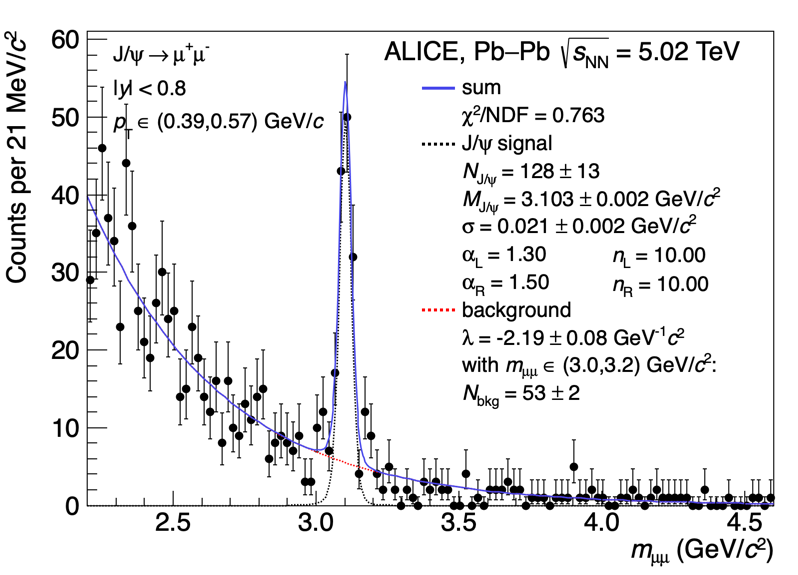 60
50
40
30
20
10
0
Counts per 21 MeV/c²
J/ψ → μ⁺μ⁻
|y| < 0.8
p_T ∈ (0.39,0.57) GeV/c
ALICE, Pb–Pb √s_NN = 5.02 TeV
sum
χ²/NDF = 0.763
J/ψ signal
N_J/ψ = 128 ± 13
M_J/ψ = 3.103 ± 0.002 GeV/c²
σ = 0.021 ± 0.002 GeV/c²
α_L = 1.30 n_L = 10.00
α_R = 1.50 n_R = 10.00
background
λ = -2.19 ± 0.08 GeV⁻¹c²
with m_μμ ∈ (3.0,3.2) GeV/c²:
N_bkg = 53 ± 2
2.5 3.0 3.5 4.0 4.5
m_μμ (GeV/c²)